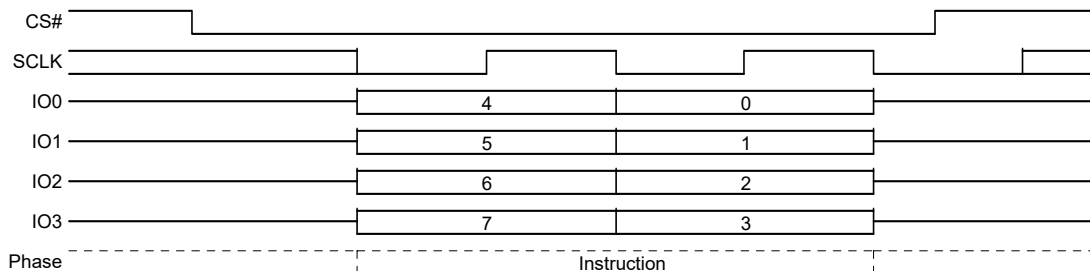 CS#
SCLK
IO0 4 0
IO1 5 1
IO2 6 2
IO3 7 3
Phase Instruction